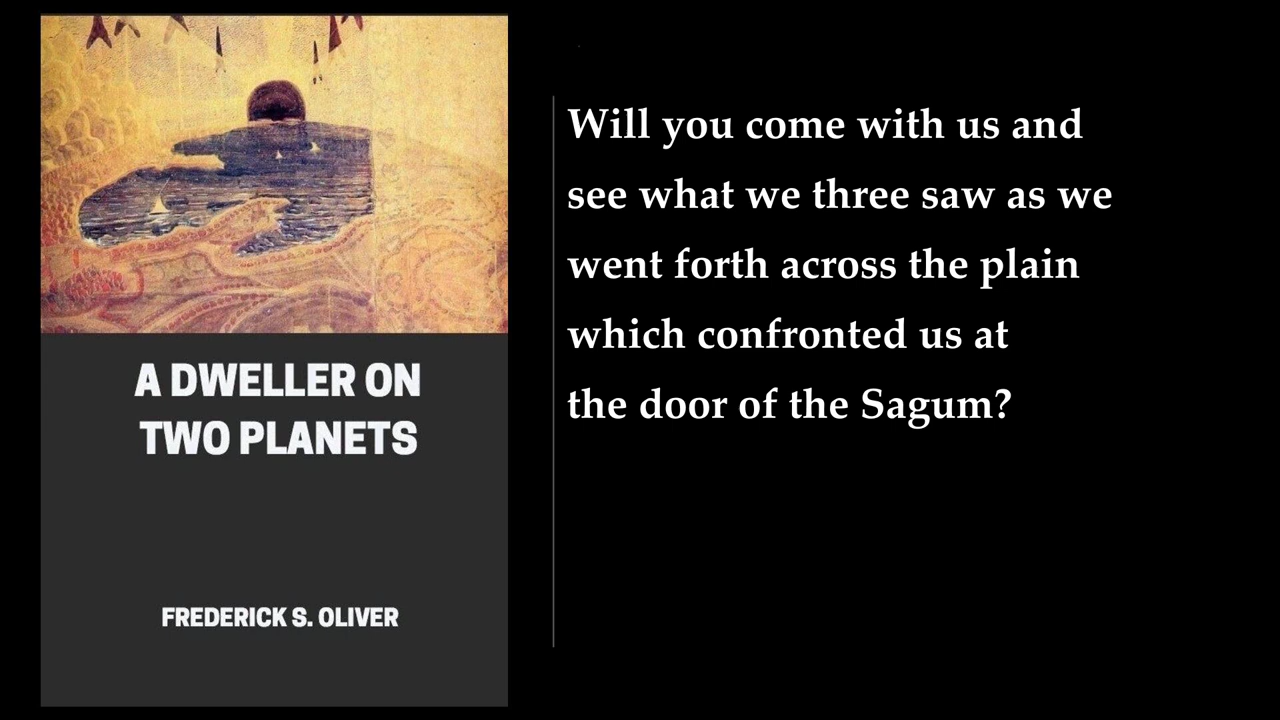 A DWELLER ON
TWO PLANETS
FREDERICK S. OLIVER
Will you come with us and
see what we three saw as we
went forth across the plain
which confronted us at
the door of the Sagum?